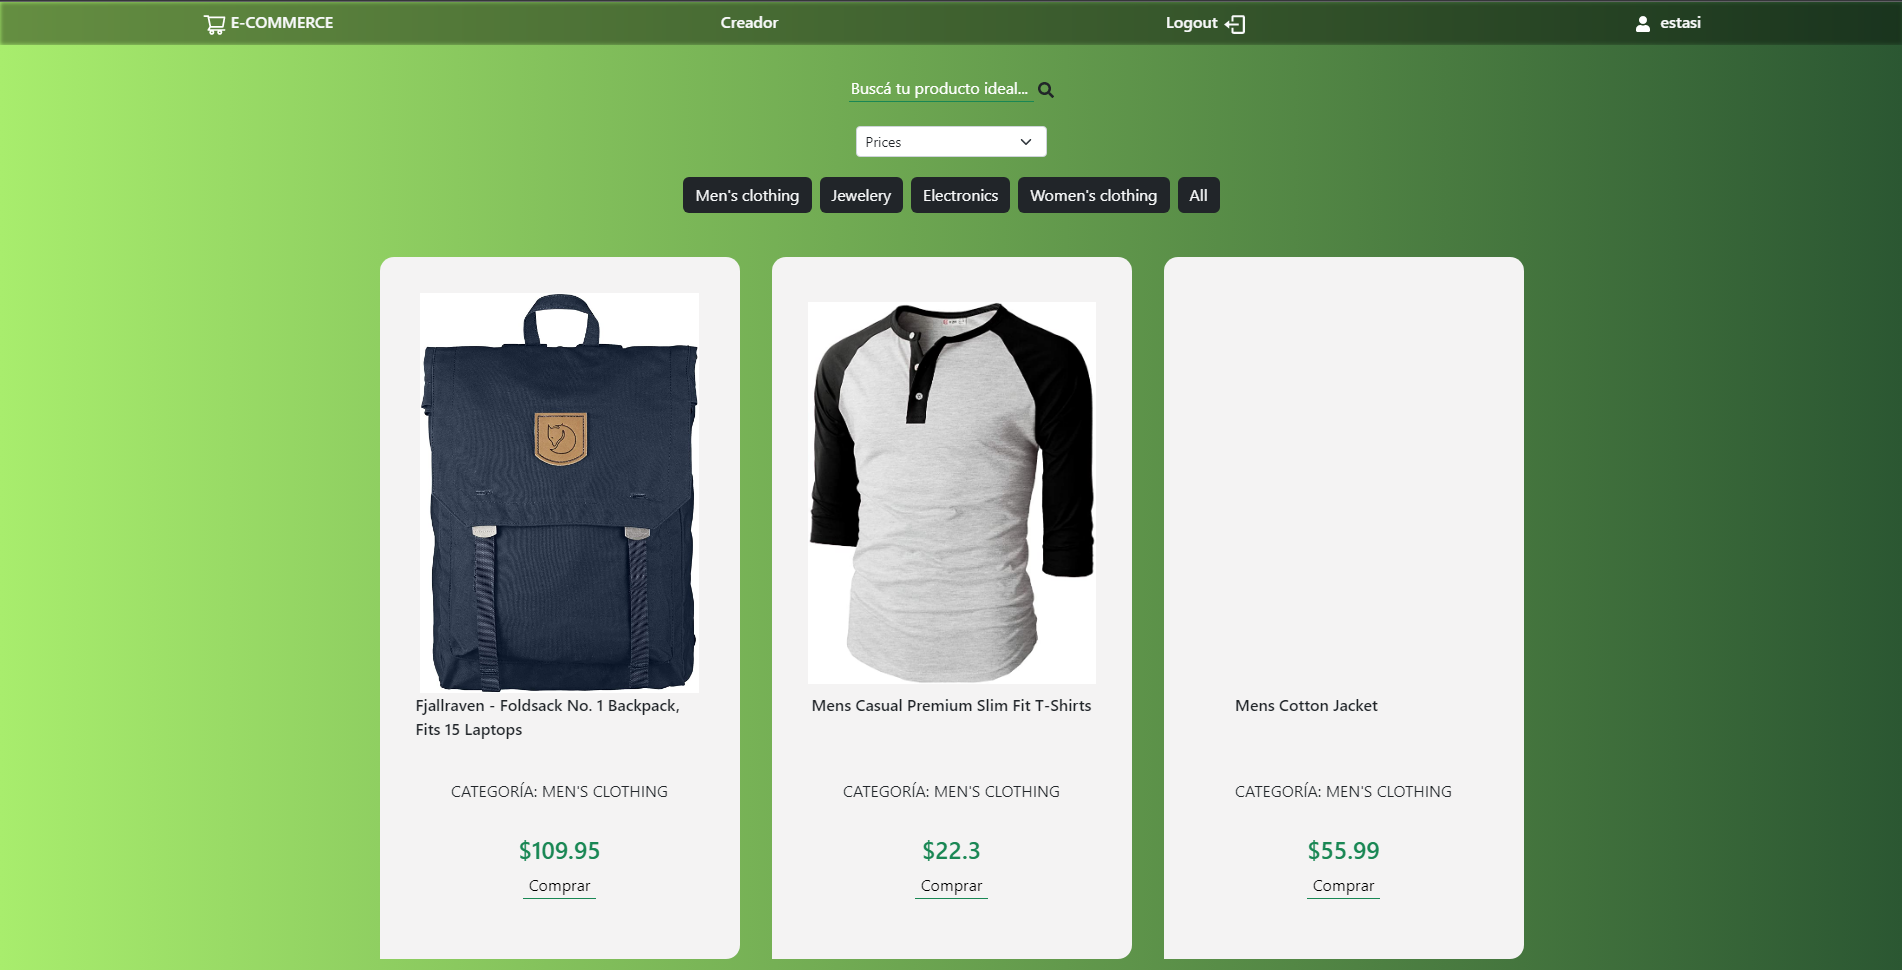 E-COMMERCE
Creador
Logout
estasi
Buscá tu producto ideal...
Prices
Men's clothing
Jewelery
Electronics
Women's clothing
All
Fjallraven - Foldsack No. 1 Backpack,
Fits 15 Laptops
CATEGORÍA: MEN'S CLOTHING
$109.95
Comprar
Mens Casual Premium Slim Fit T-Shirts
CATEGORÍA: MEN'S CLOTHING
$22.3
Comprar
Mens Cotton Jacket
CATEGORÍA: MEN'S CLOTHING
$55.99
Comprar